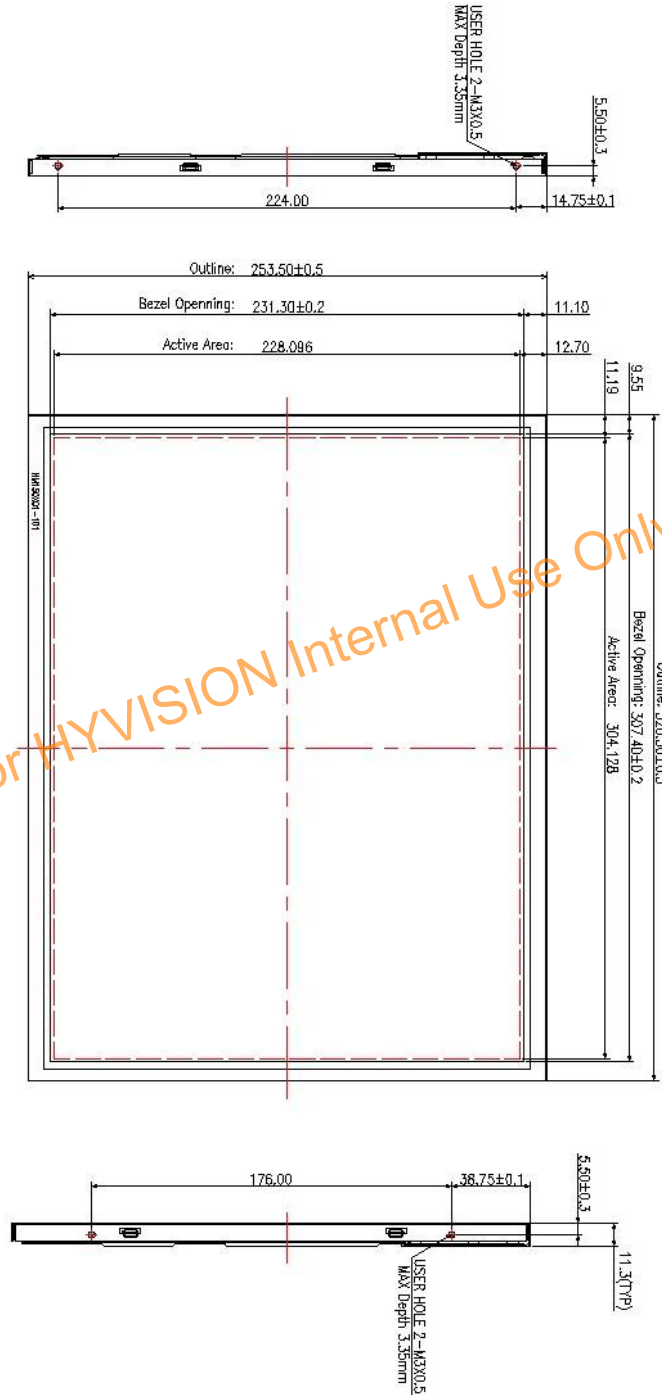 USER HOLE 2-M3X0.5
MAX Depth 3.35mm
5.50±0.3
224.00
14.75±0.1
Outline: 253.50±0.5
Bezel Openning: 231.30±0.2
11.10
Active Area: 228.096
12.70
9.55
11.19
Bezel Openning: 307.40±0.2
Active Area: 304.128
HYVISION Internal Use Only
176.00
38.75±0.1
5.50±0.3
11.3(TYP)
USER HOLE 2-M3X0.5
MAX Depth 3.35mm